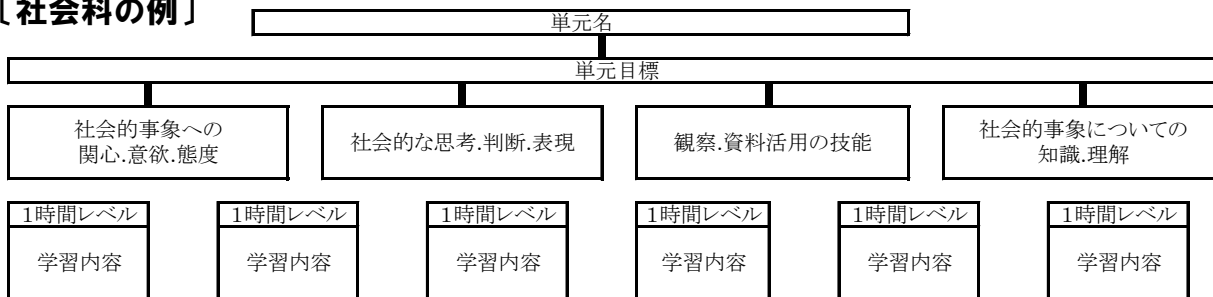 ［社会科の例］
単元名
単元目標
社会的事象への
関心.意欲.態度
社会的な思考.判断.表現
観察.資料活用の技能
社会的事象についての
知識.理解
1時間レベル
学習内容
1時間レベル
学習内容
1時間レベル
学習内容
1時間レベル
学習内容
1時間レベル
学習内容
1時間レベル
学習内容